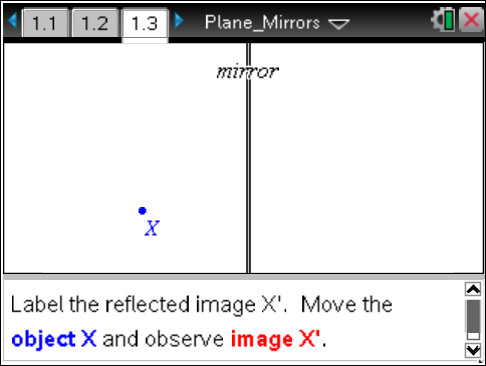 1.1 1.2 1.3 Plane_Mirrors
mirror
X
Label the reflected image X'. Move the
object X and observe image X'.